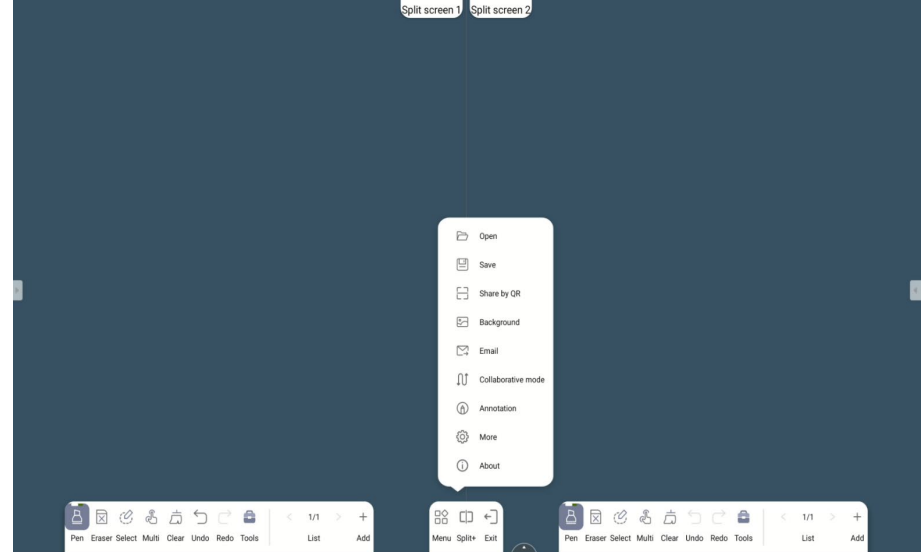 Split screen 1 Split screen 2
Open
Save
Share by QR
Background
Email
Collaborative mode
Annotation
More
About
1/1 1/1
Pen Eraser Select Multi Clear Undo Redo Tools List Add Menu Split+ Exit Pen Eraser Select Multi Clear Undo Redo Tools List Add